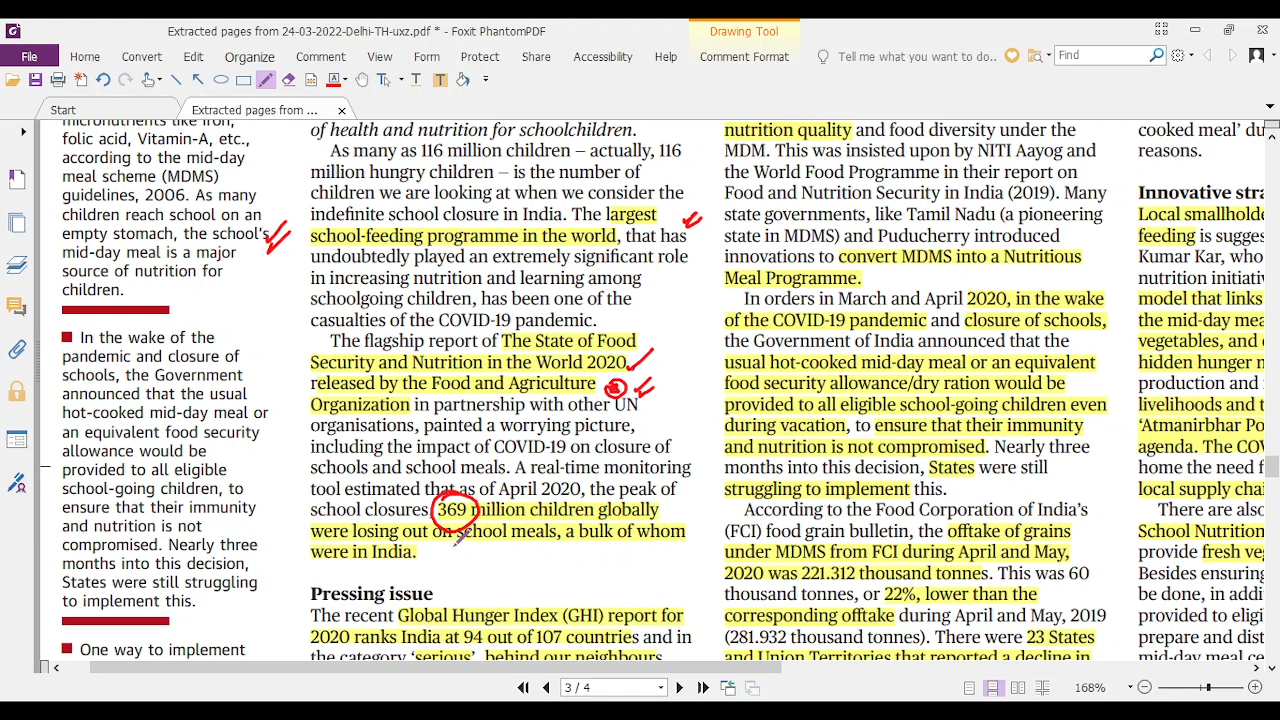 Extracted pages from 24-03-2022-Delhi-TH-uxz.pdf * - Foxit PhantomPDF
Drawing Tool
File
Home
Convert
Edit
Organize
Comment
View
Form
Protect
Share
Accessibility
Help
Comment Format
Tell me what you want to do..
Find
Start
Extracted pages from ...
micronutrients like iron,
folic acid, Vitamin-A, etc.,
according to the mid-day
meal scheme (MDMS)
guidelines, 2006. As many
children reach school on an
empty stomach, the school's
mid-day meal is a major
source of nutrition for
children.
In the wake of the
pandemic and closure of
schools, the Government
announced that the usual
hot-cooked mid-day meal or
an equivalent food security
allowance would be
provided to all eligible
school-going children, to
ensure that their immunity
and nutrition is not
compromised. Nearly three
months into this decision,
States were still struggling
to implement this.
One way to implement
of health and nutrition for schoolchildren.
As many as 116 million children – actually, 116
million hungry children – is the number of
children we are looking at when we consider the
indefinite school closure in India. The largest
school-feeding programme in the world, that has
undoubtedly played an extremely significant role
in increasing nutrition and learning among
schoolgoing children, has been one of the
casualties of the COVID-19 pandemic.
The flagship report of The State of Food
Security and Nutrition in the World 2020
released by the Food and Agriculture
Organization in partnership with other UN
organisations, painted a worrying picture,
including the impact of COVID-19 on closure of
schools and school meals. A real-time monitoring
tool estimated that as of April 2020, the peak of
school closures, 369 million children globally
were losing out on school meals, a bulk of whom
were in India.
Pressing issue
The recent Global Hunger Index (GHI) report for
2020 ranks India at 94 out of 107 countries and in
the category ‘serious’, behind our neighbours
nutrition quality and food diversity under the
MDM. This was insisted upon by NITI Aayog and
the World Food Programme in their report on
Food and Nutrition Security in India (2019). Many
state governments, like Tamil Nadu (a pioneering
state in MDMS) and Puducherry introduced
innovations to convert MDMS into a Nutritious
Meal Programme.
In orders in March and April 2020, in the wake
of the COVID-19 pandemic and closure of schools,
the Government of India announced that the
usual hot-cooked mid-day meal or an equivalent
food security allowance/dry ration would be
provided to all eligible school-going children even
during vacation, to ensure that their immunity
and nutrition is not compromised. Nearly three
months into this decision, States were still
struggling to implement this.
According to the Food Corporation of India’s
(FCI) food grain bulletin, the offtake of grains
under MDMS from FCI during April and May,
2020 was 221.312 thousand tonnes. This was 60
thousand tonnes, or 22%, lower than the
corresponding offtake during April and May, 2019
(281.932 thousand tonnes). There were 23 States
and Union Territories that reported a decline in
cooked meal’ du
reasons.
Innovative stra
Local smallholde
feeding is sugges
Kumar Kar, who
nutrition initiativ
model that links
the mid-day mea
vegetables, and e
hidden hunger n
production and
livelihoods and t
‘Atmanirbhar Po
agenda. The COV
home the need f
local supply chai
There are also
School Nutrition
provide fresh veg
Besides ensuring
be done, in addi
provided to eligi
prepare and dist
mid-day meal ce
3 / 4
168%